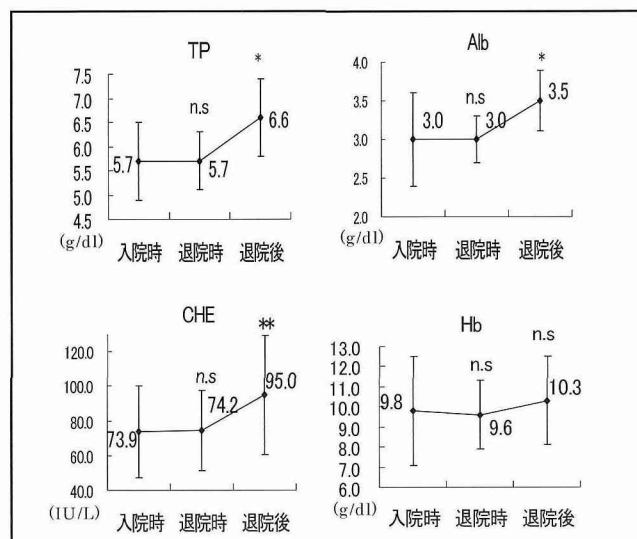 TP
*
7.5
7.0
6.5
6.0
5.5
5.0
4.5
n.s
5.7
5.7
6.6
(g/dl)
入院時 退院時 退院後
Alb
*
4.0
3.5
3.0
2.5
2.0
n.s
3.0
3.0
3.5
(g/dl)
入院時 退院時 退院後
CHE
**
120.0
100.0
80.0
60.0
40.0
n.s
73.9
74.2
95.0
(IU/L)
入院時 退院時 退院後
Hb
n.s
13.0
12.0
11.0
10.0
9.0
8.0
7.0
6.0
n.s
9.8
9.6
10.3
(g/dl)
入院時 退院時 退院後